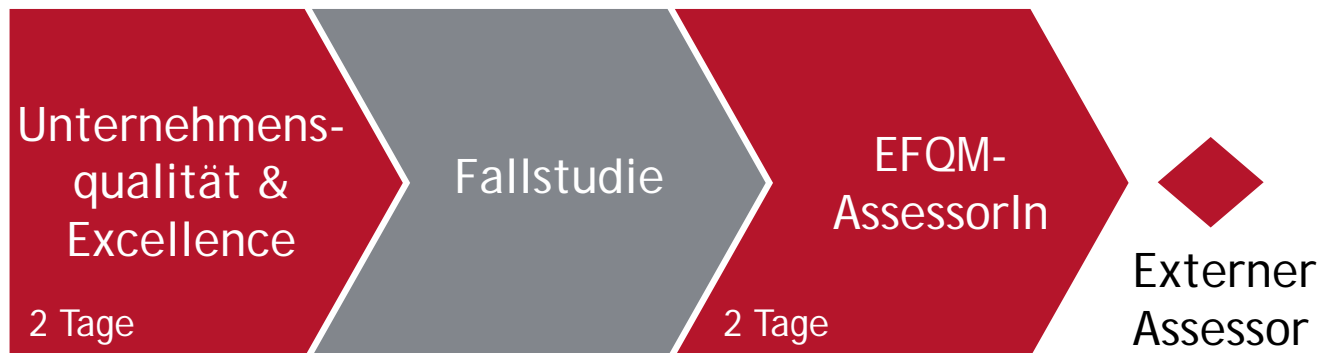 Unternehmens-
qualität &
Excellence
2 Tage
Fallstudie
EFQM-
AssessorIn
2 Tage
Externer
Assessor